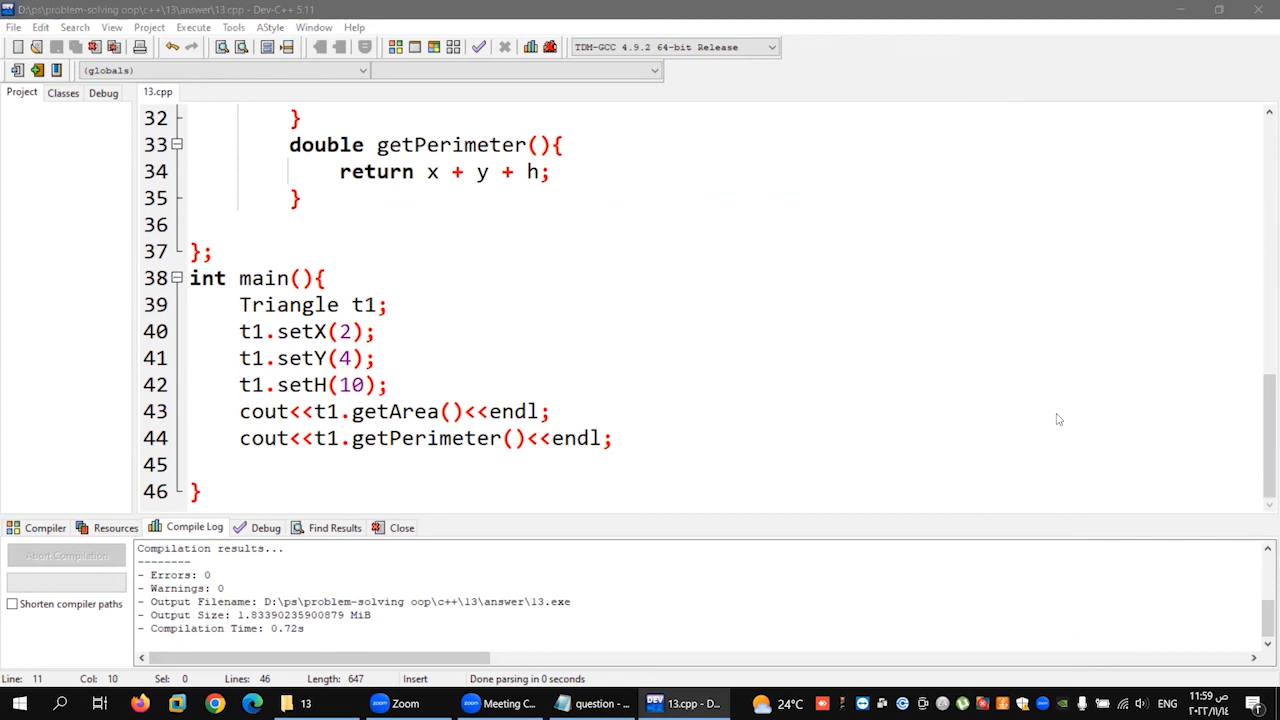 D:\ps\problem-solving oop\c++\13\answer\13.cpp - Dev-C++ 5.11
File Edit Search View Project Execute Tools AStyle Window Help
TDM-GCC 4.9.2 64-bit Release
(globals)
Project Classes Debug 13.cpp
32 }
33 double getPerimeter(){
34 return x + y + h;
35 }
36
37 };
38 int main(){
39 Triangle t1;
40 t1.setX(2);
41 t1.setY(4);
42 t1.setH(10);
43 cout<<t1.getArea()<<endl;
44 cout<<t1.getPerimeter()<<endl;
45
46 }
Compiler Resources Compile Log Debug Find Results Close
Abort Compilation
Shorten compiler paths
Compilation results...
--------
- Errors: 0
- Warnings: 0
- Output Filename: D:\ps\problem-solving oop\c++\13\answer\13.exe
- Output Size: 1.83390235900879 MiB
- Compilation Time: 0.72s
Line: 11 Col: 10 Sel: 0 Lines: 46 Length: 647 Insert Done parsing in 0 seconds
13 Zoom Meeting C... question - ... 13.cpp - D... 24°C 11:59 ص